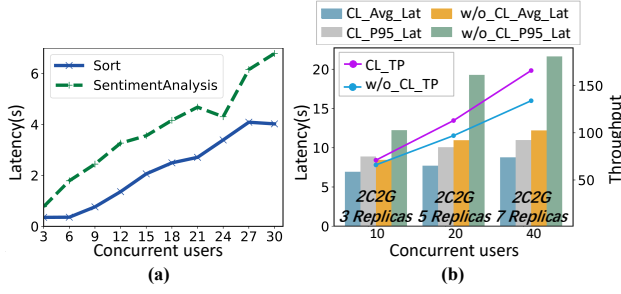 (a)
Latency(s)
6
4
2
0
Sort
SentimentAnalysis
3 6 9 12 15 18 21 24 27 30
Concurrent users
(a)
(b)
CL_Avg_Lat w/o_CL_Avg_Lat
CL_P95_Lat w/o_CL_P95_Lat
CL_TP
w/o_CL_TP
Latency(s)
20
15
10
5
0
Throughput
150
100
50
2C2G 2C2G 2C2G
3 Replicas 5 Replicas 7 Replicas
10 20 40
Concurrent users
(b)